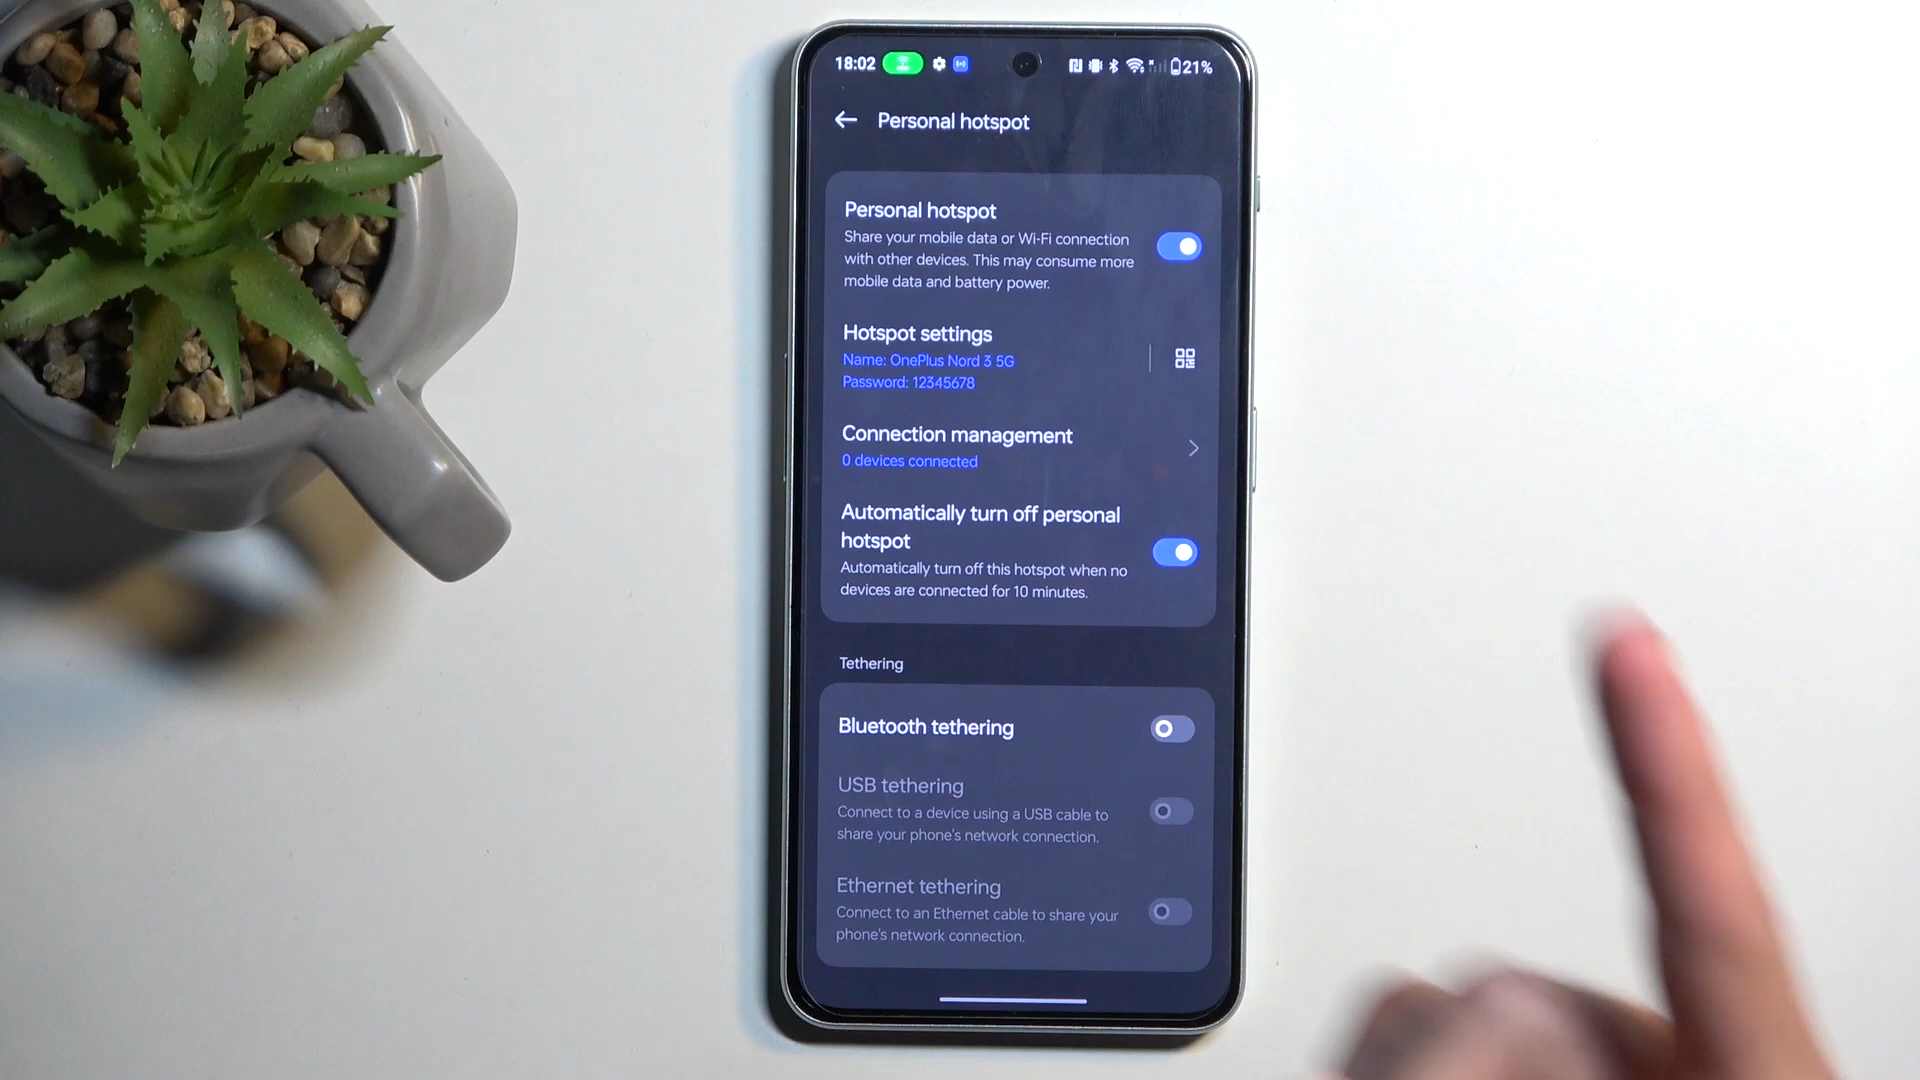 18:02
21%
Personal hotspot
Personal hotspot
Share your mobile data or Wi-Fi connection
with other devices. This may consume more
mobile data and battery power.
Hotspot settings
Name: OnePlus Nord 3 5G
Password: 12345678
Connection management
0 devices connected
Automatically turn off personal
hotspot
Automatically turn off this hotspot when no
devices are connected for 10 minutes.
Tethering
Bluetooth tethering
USB tethering
Connect to a device using a USB cable to
share your phone's network connection.
Ethernet tethering
Connect to an Ethernet cable to share your
phone's network connection.